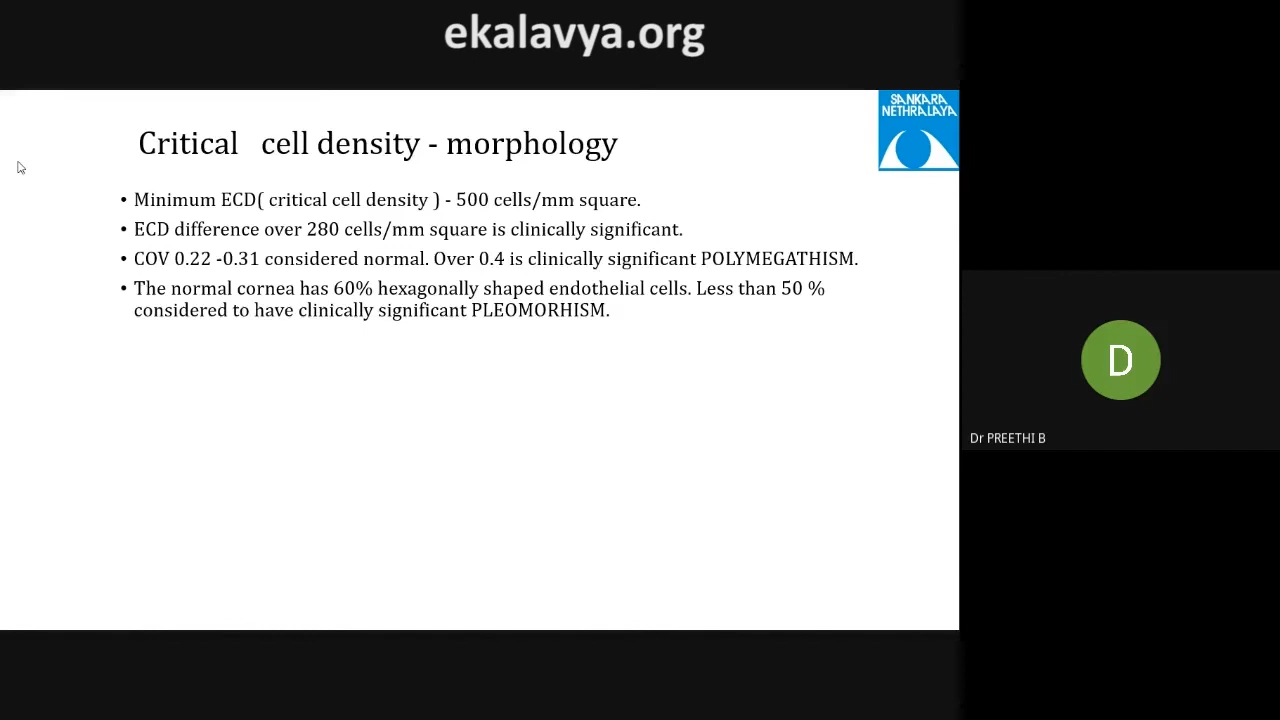 ekalavya.org
SANKARA
NETHRALAYA
Critical cell density - morphology
• Minimum ECD( critical cell density ) - 500 cells/mm square.
• ECD difference over 280 cells/mm square is clinically significant.
• COV 0.22 -0.31 considered normal. Over 0.4 is clinically significant POLYMEGATHISM.
• The normal cornea has 60% hexagonally shaped endothelial cells. Less than 50 %
considered to have clinically significant PLEOMORHISM.
D
Dr PREETHI B